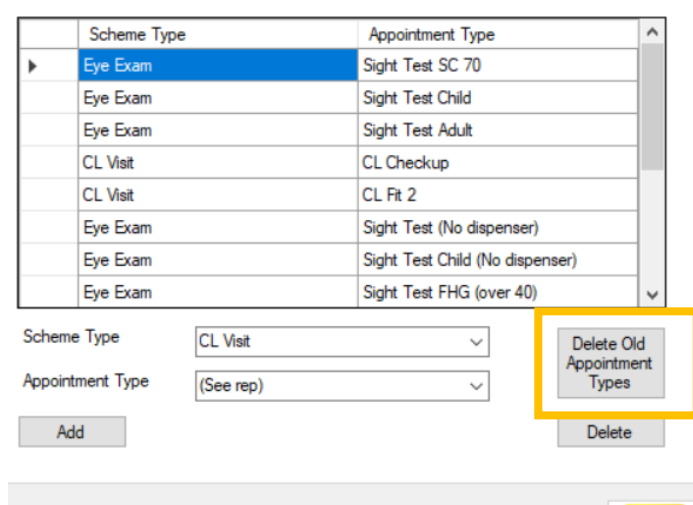 Scheme Type Appointment Type
Eye Exam Sight Test SC 70
Eye Exam Sight Test Child
Eye Exam Sight Test Adult
CL Visit CL Checkup
CL Visit CL Fit 2
Eye Exam Sight Test (No dispenser)
Eye Exam Sight Test Child (No dispenser)
Eye Exam Sight Test FHG (over 40)
Scheme Type CL Visit
Delete Old
Appointment
Types
Appointment Type (See rep)
Add Delete